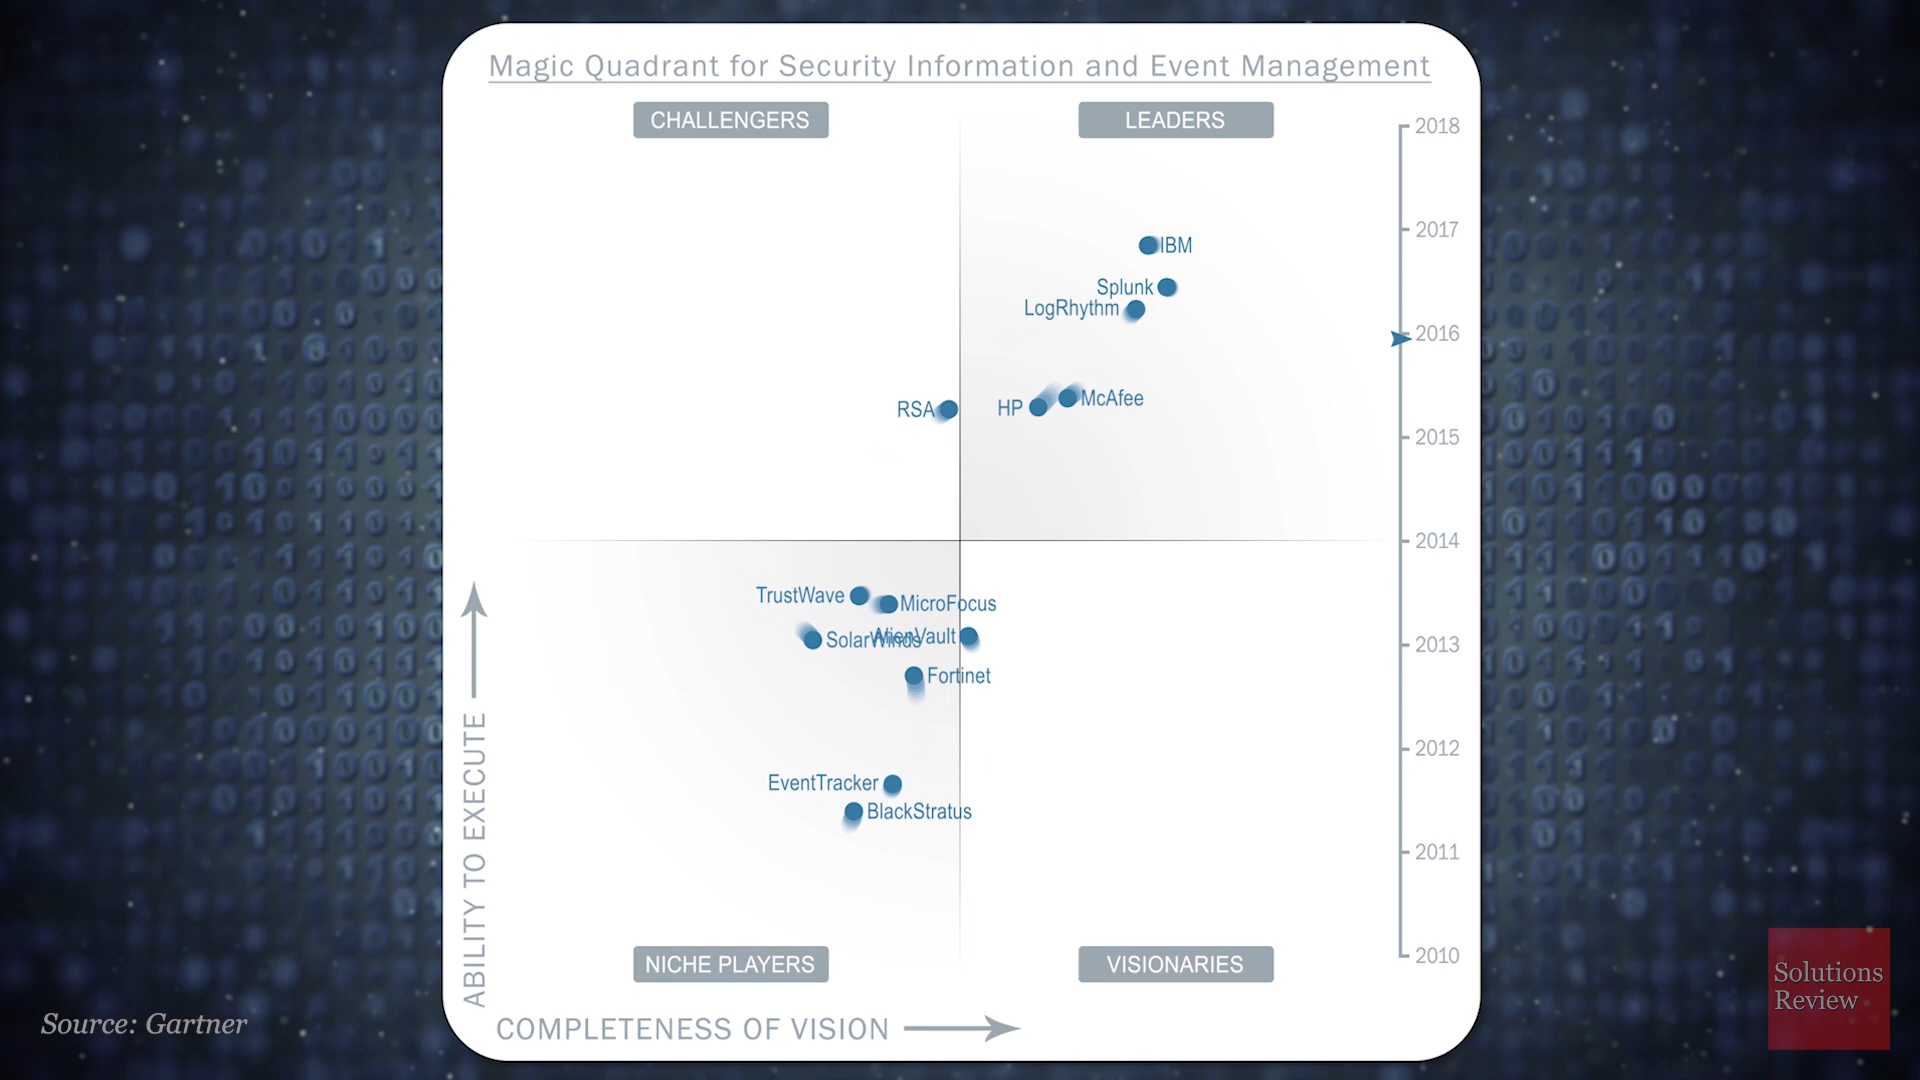 Magic Quadrant for Security Information and Event Management
CHALLENGERS
LEADERS
2018
2017
IBM
Splunk
LogRhythm
2016
McAfee
HP
RSA
2015
2014
TrustWave
MicroFocus
AlienVault
SolarWinds
2013
Fortinet
2012
EventTracker
BlackStratus
2011
2010
NICHE PLAYERS
VISIONARIES
ABILITY TO EXECUTE
COMPLETENESS OF VISION
Source: Gartner
Solutions
Review